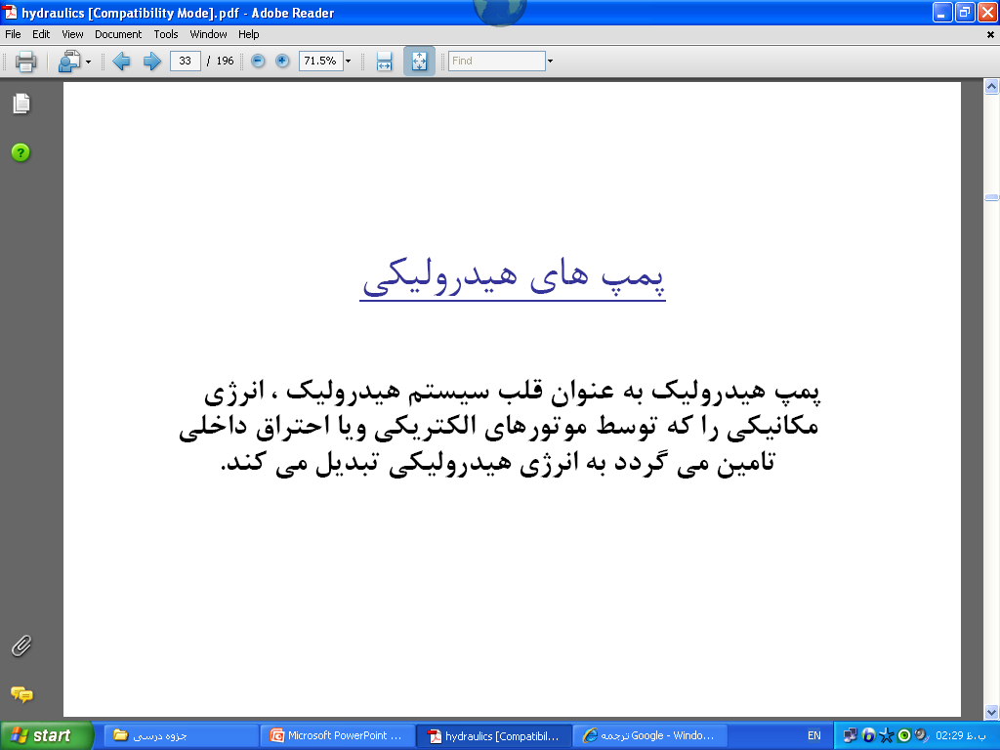 hydraulics [Compatibility Mode].pdf - Adobe Reader
File Edit View Document Tools Window Help
33 / 196 71.5% Find
پمپ های هیدرولیکی
پمپ هیدرولیک به عنوان قلب سیستم هیدرولیک ، انرژی
مکانیکی را که توسط موتورهای الکتریکی ویا احتراق داخلی
تامین می گردد به انرژی هیدرولیکی تبدیل می کند.
start جزوه درسی Microsoft PowerPoint ... hydraulics [Compatibil... ترجمه Google - Windo... EN 02:29 ب.ظ